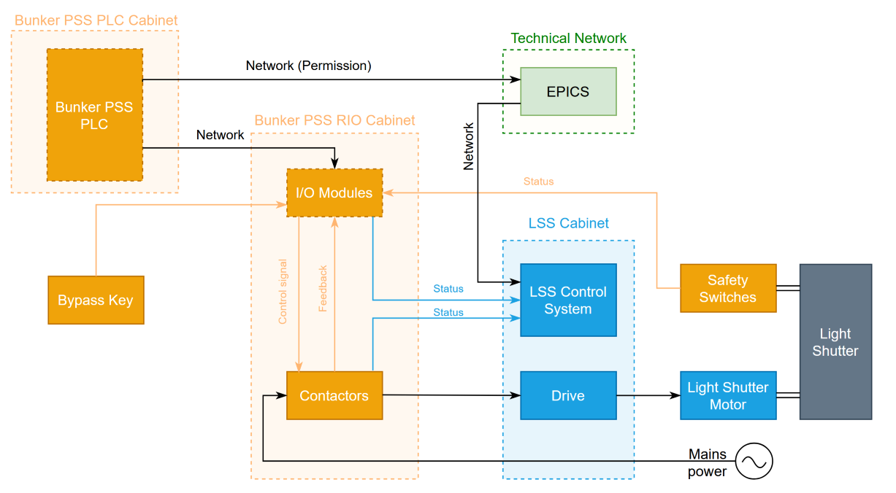 Bunker PSS PLC Cabinet
Technical Network
Network (Permission)
Bunker PSS
PLC
EPICS
Bunker PSS RIO Cabinet
Network
Network
Status
I/O Modules
LSS Cabinet
Control signal
Feedback
Bypass Key
Status
LSS Control
System
Safety
Switches
Status
Light
Shutter
Contactors
Drive
Light Shutter
Motor
Mains
power